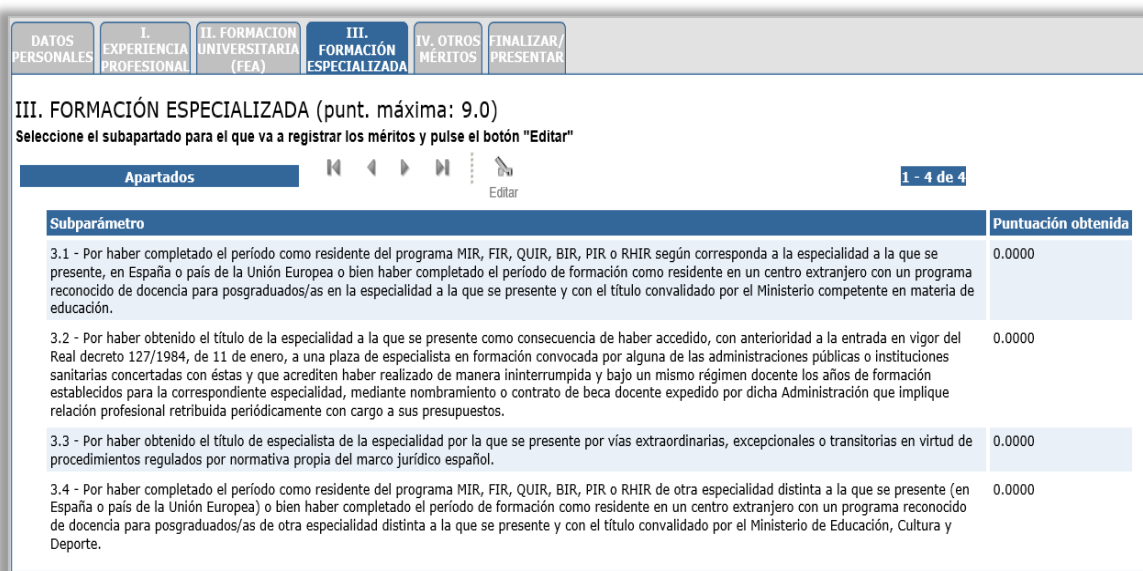 DATOS
PERSONALES
I.
EXPERIENCIA
PROFESIONAL
II. FORMACION
UNIVERSITARIA
(FEA)
III.
FORMACIÓN
ESPECIALIZADA
IV. OTROS
MÉRITOS
FINALIZAR/
PRESENTAR
III. FORMACIÓN ESPECIALIZADA (punt. máxima: 9.0)
Seleccione el subapartado para el que va a registrar los méritos y pulse el botón "Editar"
Apartados
Editar
1 - 4 de 4
Subparámetro
Puntuación obtenida
3.1 - Por haber completado el período como residente del programa MIR, FIR, QUIR, BIR, PIR o RHIR según corresponda a la especialidad a la que se
presente, en España o país de la Unión Europea o bien haber completado el período de formación como residente en un centro extranjero con un programa
reconocido de docencia para posgraduados/as en la especialidad a la que se presente y con el título convalidado por el Ministerio competente en materia de
educación.
0.0000
3.2 - Por haber obtenido el título de la especialidad a la que se presente como consecuencia de haber accedido, con anterioridad a la entrada en vigor del
Real decreto 127/1984, de 11 de enero, a una plaza de especialista en formación convocada por alguna de las administraciones públicas o instituciones
sanitarias concertadas con éstas y que acrediten haber realizado de manera ininterrumpida y bajo un mismo régimen docente los años de formación
establecidos para la correspondiente especialidad, mediante nombramiento o contrato de beca docente expedido por dicha Administración que implique
relación profesional retribuida periódicamente con cargo a sus presupuestos.
0.0000
3.3 - Por haber obtenido el título de especialista de la especialidad por la que se presente por vías extraordinarias, excepcionales o transitorias en virtud de
procedimientos regulados por normativa propia del marco jurídico español.
0.0000
3.4 - Por haber completado el período como residente del programa MIR, FIR, QUIR, BIR, PIR o RHIR de otra especialidad distinta a la que se presente (en
España o país de la Unión Europea) o bien haber completado el período de formación como residente en un centro extranjero con un programa reconocido
de docencia para posgraduados/as de otra especialidad distinta a la que se presente y con el título convalidado por el Ministerio de Educación, Cultura y
Deporte.
0.0000